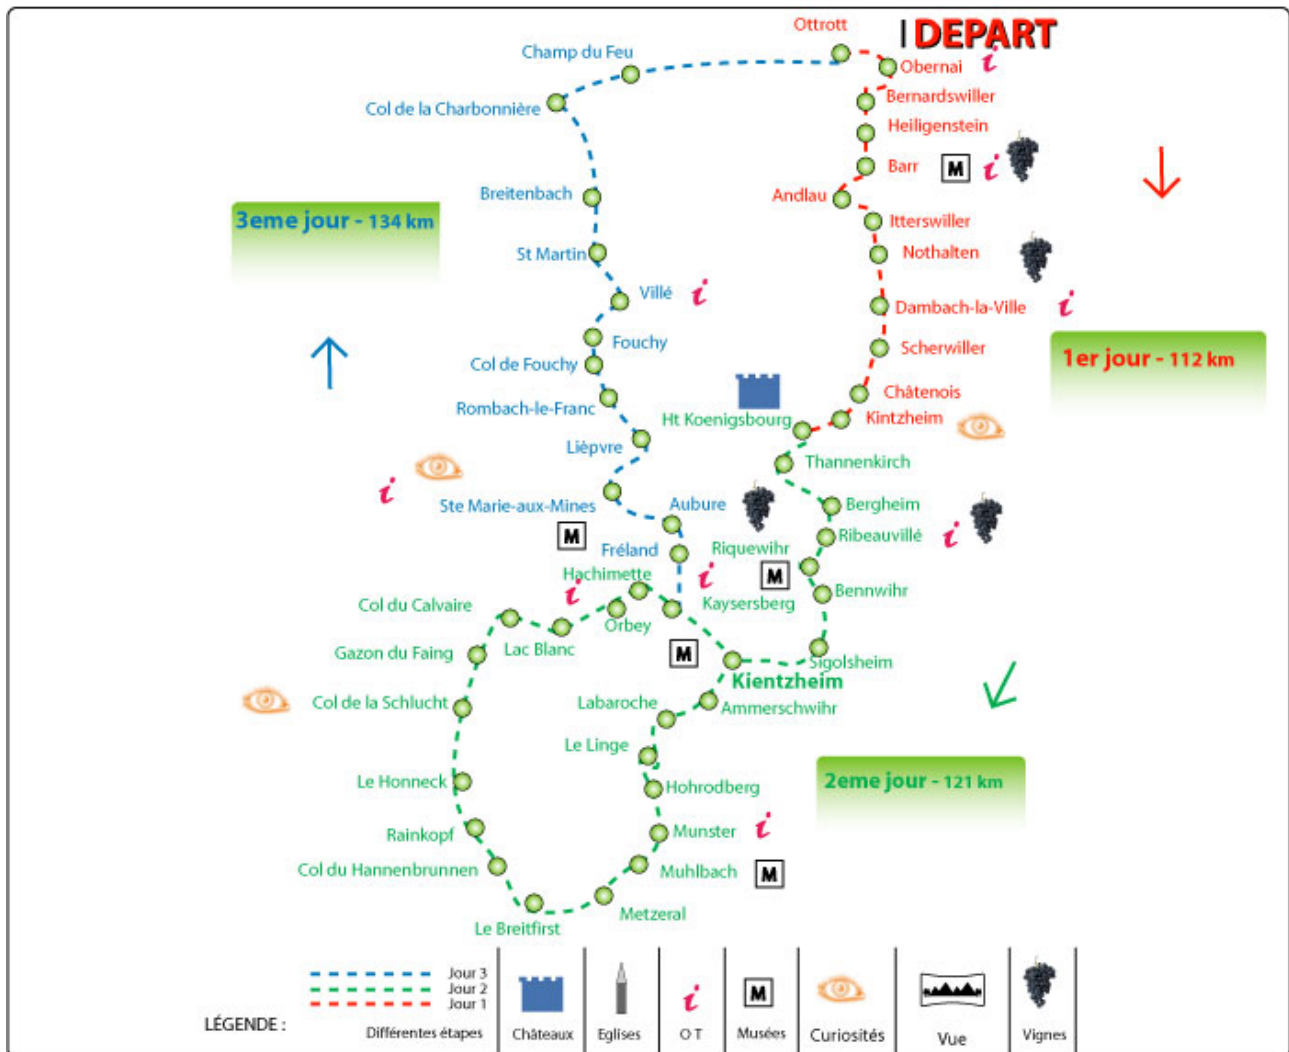 Ottrott
DEPART
Champ du Feu
Obernai
Col de la Charbonnière
Bernardswiller
Heiligenstein
Barr
M
Andlau
Breitenbach
Itterswiller
3eme jour - 134 km
Nothalten
St Martin
Villé
Dambach-la-Ville
Fouchy
Scherwiller
1er jour - 112 km
Col de Fouchy
Châtenois
Rombach-le-Franc
Ht Koenigsbourg
Kintzheim
Lièpvre
Thannenkirch
Ste Marie-aux-Mines
Aubure
Bergheim
M
Ribeauvillé
Fréland
Riquewihr
Hachimette
M
Bennwihr
Col du Calvaire
Kaysersberg
Orbey
Lac Blanc
Gazon du Faing
M
Sigolsheim
Kientzheim
Col de la Schlucht
Labaroche
Ammerschwihr
Le Linge
Le Honneck
Hohrodberg
2eme jour - 121 km
Rainkopf
Munster
Col du Hannenbrunnen
Muhlbach
M
Metzeral
Le Breitfirst
Jour 3
Jour 2
Jour 1
M
LÉGENDE :
Différentes étapes
Châteaux
Eglises
O T
Musées
Curiosités
Vue
Vignes